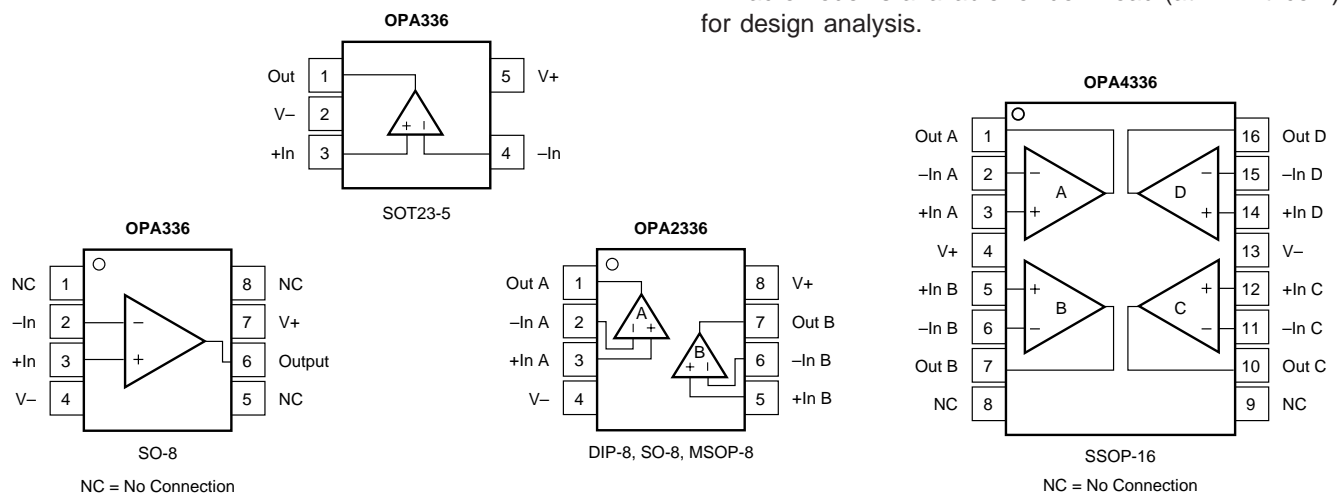 for design analysis.
OPA336
Out 1 5 V+
V– 2
+In 3 4 –In
+ –
SOT23-5
OPA336
NC 1 8 NC
–In 2 – 7 V+
+In 3 + 6 Output
V– 4 5 NC
SO-8
NC = No Connection
OPA2336
Out A 1 8 V+
A
–In A 2 – + 7 Out B
B
+In A 3 + – 6 –In B
V– 4 5 +In B
DIP-8, SO-8, MSOP-8
OPA4336
Out A 1 16 Out D
–In A 2 – – 15 –In D
A D
+In A 3 + + 14 +In D
V+ 4 13 V–
+In B 5 + + 12 +In C
B C
–In B 6 – – 11 –In C
Out B 7 10 Out C
NC 8 9 NC
SSOP-16
NC = No Connection